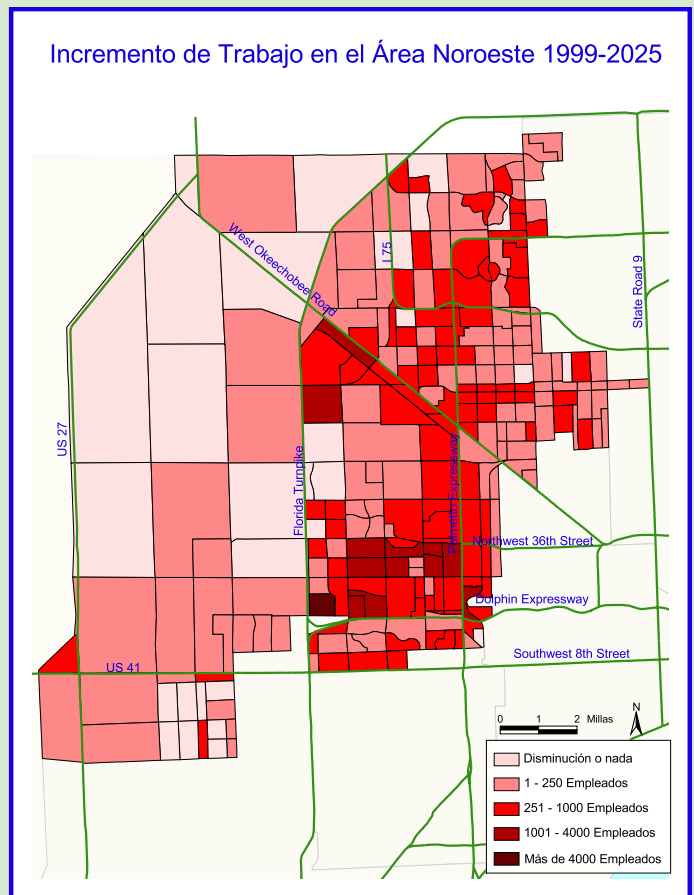 Incremento de Trabajo en el Área Noroeste 1999-2025
West Okeechobee Road
I 75
State Road 9
US 27
Florida Turnpike
Palmetto Expressway
Northwest 36th Street
Dolphin Expressway
Southwest 8th Street
US 41
N
0 1 2 Millas
Disminución o nada
1 - 250 Empleados
251 - 1000 Empleados
1001 - 4000 Empleados
Más de 4000 Empleados